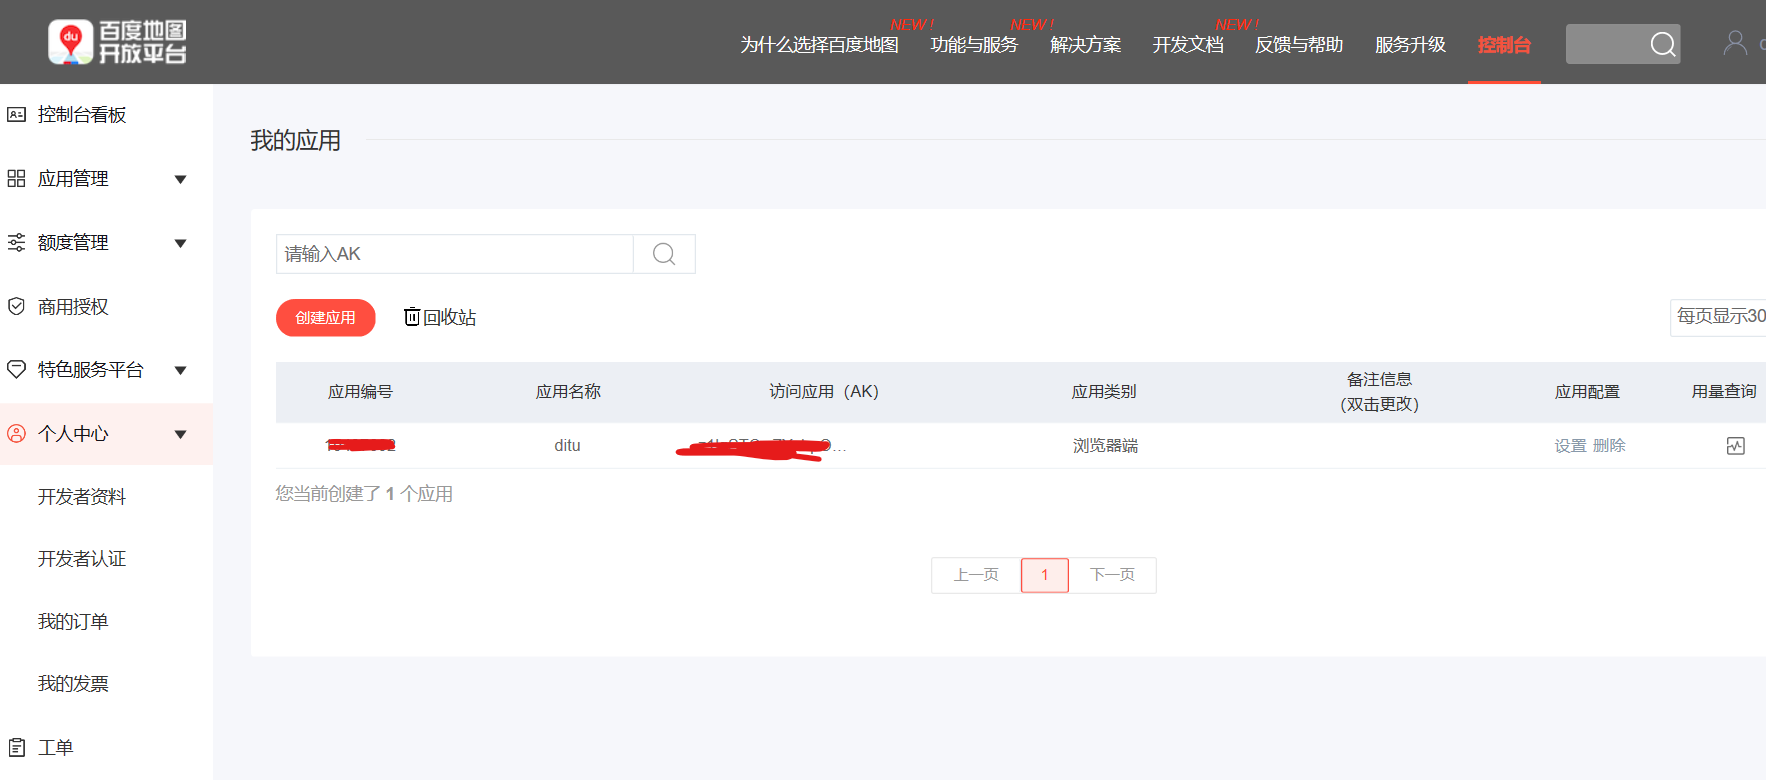 du 百度地图
开放平台
为什么选择百度地图 NEW !
功能与服务 NEW !
解决方案
开发文档 NEW !
反馈与帮助
服务升级
控制台
控制台看板
应用管理
额度管理
商用授权
特色服务平台
个人中心
开发者资料
开发者认证
我的订单
我的发票
工单
我的应用
请输入AK
创建应用
回收站
每页显示30
应用编号 应用名称 访问应用（AK） 应用类别 备注信息 应用配置 用量查询
（双击更改）
ditu 浏览器端 设置 删除
您当前创建了 1 个应用
上一页 1 下一页